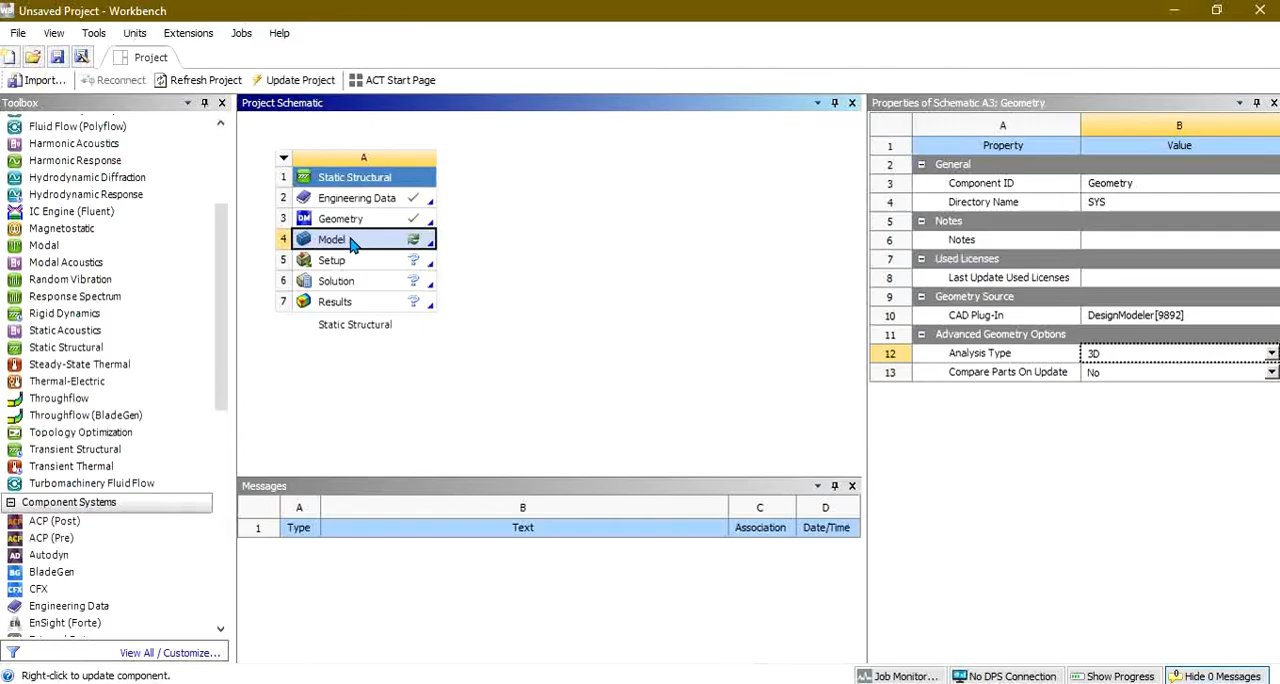 Unsaved Project - Workbench
File View Tools Units Extensions Jobs Help
Project
Import... Reconnect Refresh Project Update Project ACT Start Page
Toolbox
Fluid Flow (Polyflow)
Harmonic Acoustics
Harmonic Response
Hydrodynamic Diffraction
Hydrodynamic Response
IC Engine (Fluent)
Magnetostatic
Modal
Modal Acoustics
Random Vibration
Response Spectrum
Rigid Dynamics
Static Acoustics
Static Structural
Steady-State Thermal
Thermal-Electric
Throughflow
Throughflow (BladeGen)
Topology Optimization
Transient Structural
Transient Thermal
Turbomachinery Fluid Flow
Component Systems
ACP (Post)
ACP (Pre)
Autodyn
BladeGen
CFX
Engineering Data
EnSight (Forte)
View All / Customize...
Project Schematic
A
1 Static Structural
2 Engineering Data
3 DM Geometry
4 Model
5 Setup
6 Solution
7 Results
Static Structural
Messages
A B C D
1 Type Text Association Date/Time
Properties of Schematic A3: Geometry
A B
1 Property Value
2 General
3 Component ID Geometry
4 Directory Name SYS
5 Notes
6 Notes
7 Used Licenses
8 Last Update Used Licenses
9 Geometry Source
10 CAD Plug-In DesignModeler[9892]
11 Advanced Geometry Options
12 Analysis Type 3D
13 Compare Parts On Update No
Right-click to update component.
Job Monitor... No DPS Connection Show Progress Hide 0 Messages